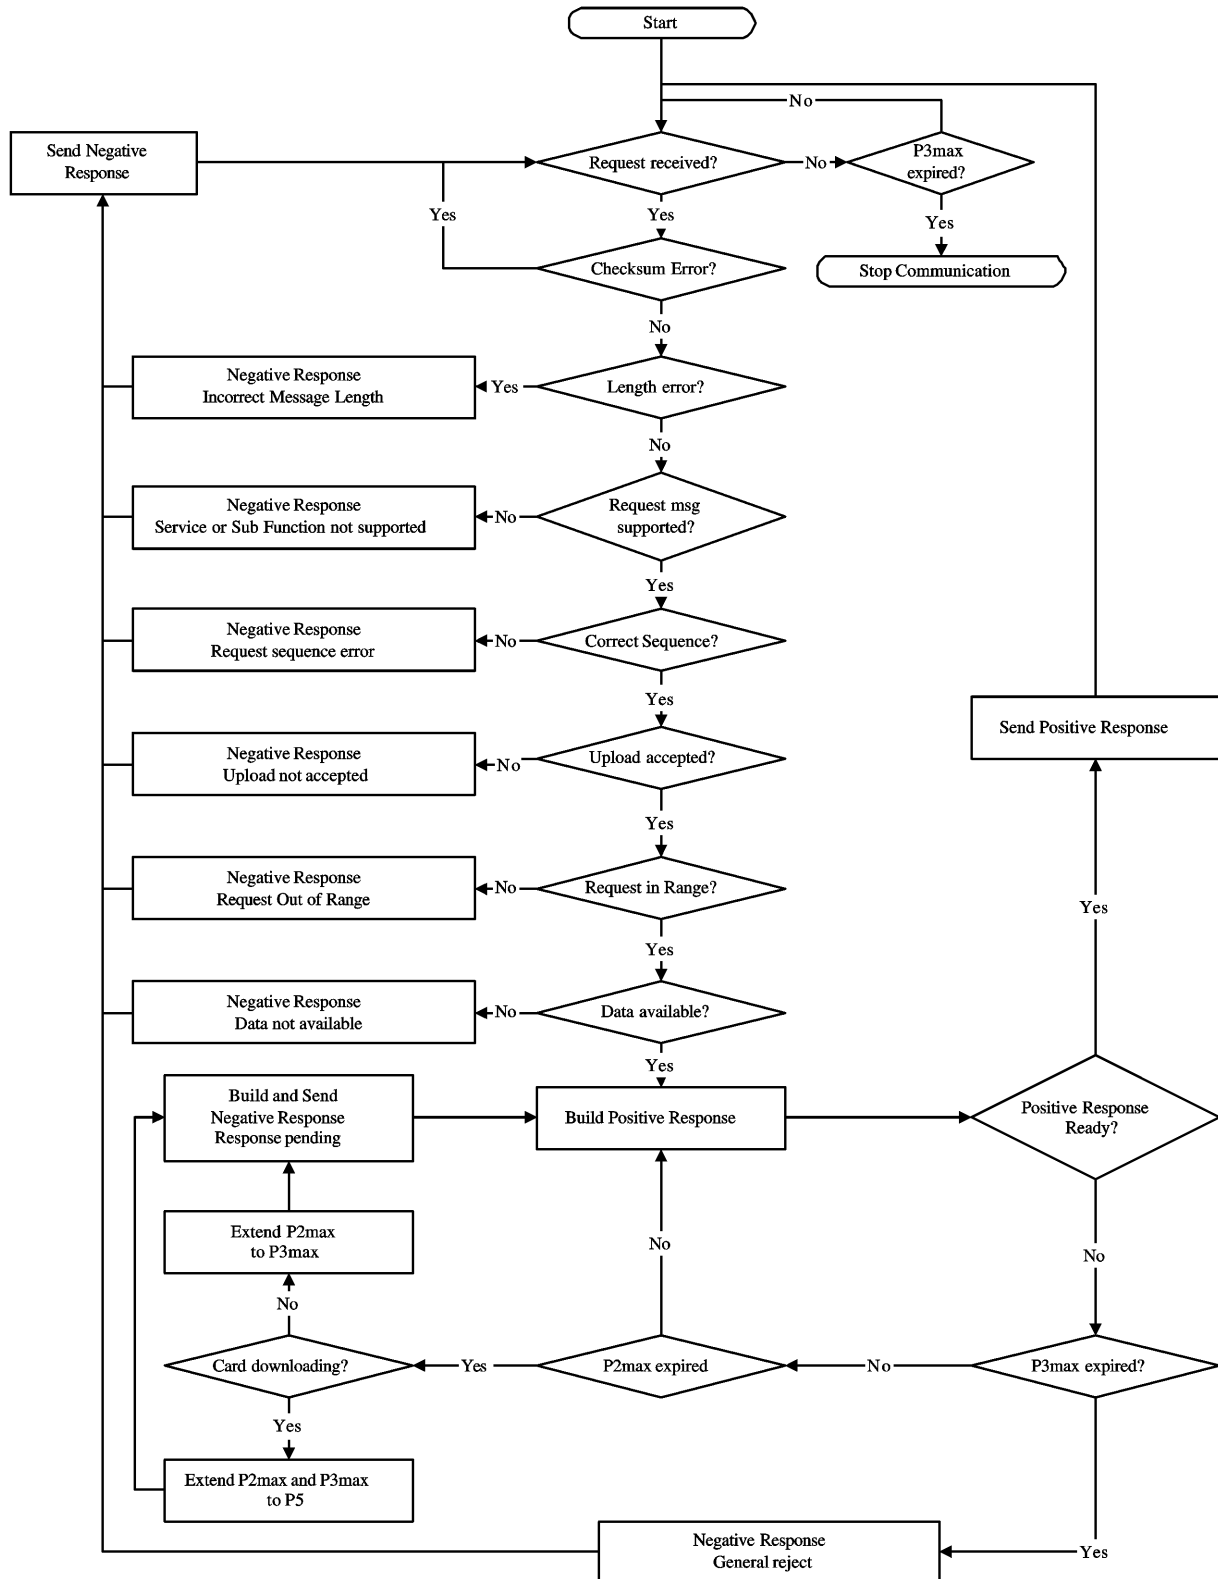 Start
No
Send Negative
Response
Request received?
No
P3max
expired?
Yes
Yes
Yes
Checksum Error?
Stop Communication
No
Negative Response
Incorrect Message Length
Yes
Length error?
No
Negative Response
Service or Sub Function not supported
No
Request msg
supported?
Yes
Negative Response
Request sequence error
No
Correct Sequence?
Yes
Send Positive Response
Negative Response
Upload not accepted
No
Upload accepted?
Yes
Negative Response
Request Out of Range
No
Request in Range?
Yes
Yes
Negative Response
Data not available
No
Data available?
Yes
Build and Send
Negative Response
Response pending
Build Positive Response
Positive Response
Ready?
Extend P2max
to P3max
No
No
No
Card downloading?
Yes
P2max expired
No
P3max expired?
Yes
Extend P2max and P3max
to P5
Negative Response
General reject
Yes